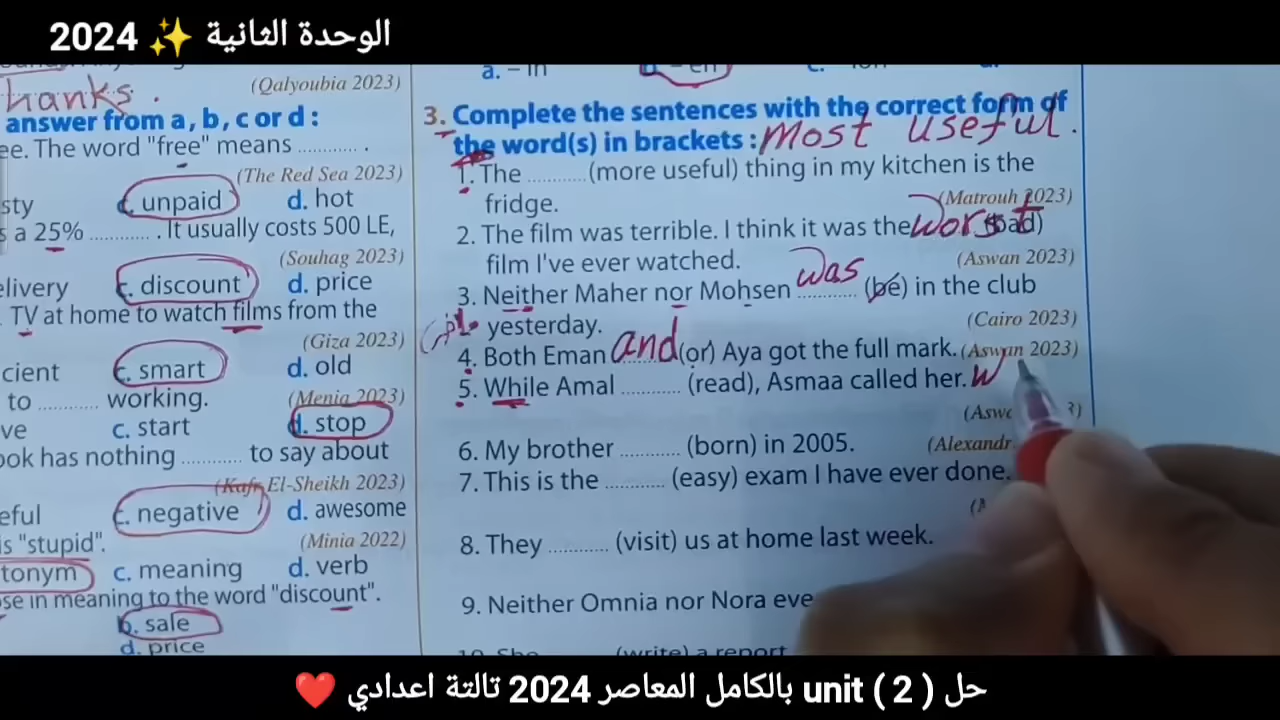 الوحدة الثانية ✨ 2024
hanks.
(Qalyoubia 2023)
answer from a, b, c or d :
ee. The word "free" means ............ .
(The Red Sea 2023)
sty c. unpaid d. hot
s a 25% ............ . It usually costs 500 LE,
(Souhag 2023)
elivery c. discount d. price
. TV at home to watch films from the
(Giza 2023)
cient c. smart d. old
to ............ working. (Menia 2023)
ve c. start d. stop
ook has nothing ............ to say about
(Kafr El-Sheikh 2023)
eful c. negative d. awesome
is "stupid". (Minia 2022)
tonym c. meaning d. verb
se in meaning to the word "discount".
b. sale
d. price
a. – in b. – en c.
3. Complete the sentences with the correct form of
the word(s) in brackets : most useful.
1. The ............ (more useful) thing in my kitchen is the
fridge. (Matrouh 2023)
2. The film was terrible. I think it was the worst (bad)
film I've ever watched. (Aswan 2023)
3. Neither Maher nor Mohsen was ............ (be) in the club
yesterday. (Cairo 2023)
4. Both Eman and (or) Aya got the full mark. (Aswan 2023)
5. While Amal ............ (read), Asmaa called her. w
(Asw
6. My brother ............ (born) in 2005. (Alexandr
7. This is the ............ (easy) exam I have ever done.
8. They ............ (visit) us at home last week.
9. Neither Omnia nor Nora eve
10. She (write) a report
حل unit ( 2 ) بالكامل المعاصر 2024 تالتة اعدادي ❤️